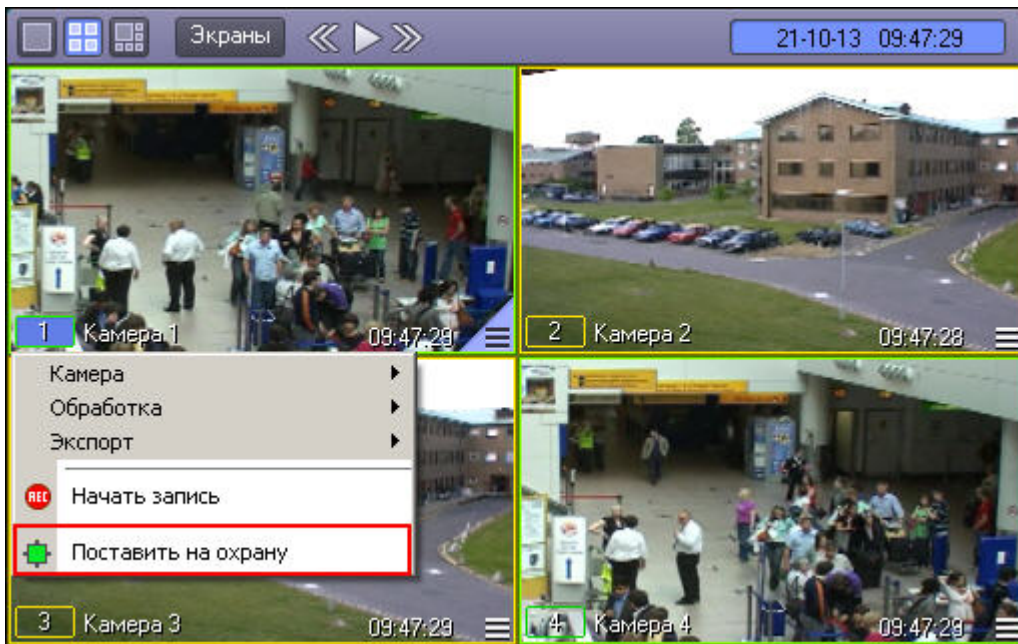 Экраны
21-10-13 09:47:29
1 Камера 1 09:47:29
2 Камера 2 09:47:28
Камера
Обработка
Экспорт
REC Начать запись
Поставить на охрану
3 Камера 3 09:47:29
4 Камера 4 09:47:29